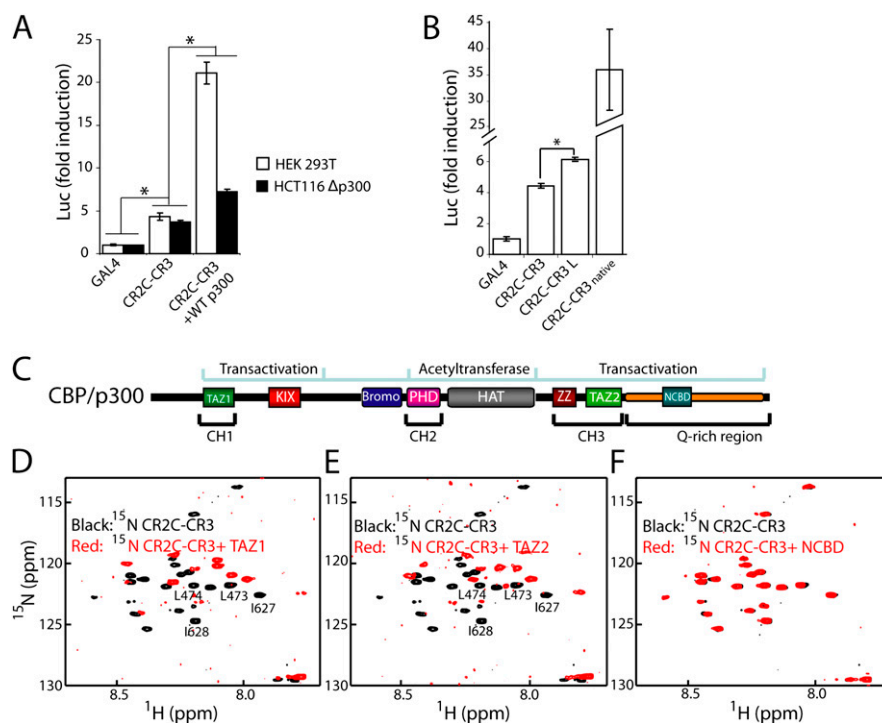 A
Luc (fold induction)
25
20
15
10
5
0
*
*
GAL4
CR2C-CR3
CR2C-CR3
+WT p300
HEK 293T
HCT116 Δp300
B
Luc (fold induction)
45
35
25
15
6
4
2
0
*
GAL4
CR2C-CR3
CR2C-CR3 L
CR2C-CR3 native
C
Transactivation
Acetyltransferase
Transactivation
CBP/p300
TAZ1
KIX
Bromo
PHD
HAT
ZZ
TAZ2
NCBD
CH1
CH2
CH3
Q-rich region
D
115
120
125
130
15N (ppm)
Black: 15N CR2C-CR3
Red: 15N CR2C-CR3+ TAZ1
L474
L473
I627
I628
8.5
8.0
1H (ppm)
E
115
120
125
130
Black: 15N CR2C-CR3
Red: 15N CR2C-CR3+ TAZ2
L474
L473
I627
I628
8.5
8.0
1H (ppm)
F
115
120
125
130
Black: 15N CR2C-CR3
Red: 15N CR2C-CR3+ NCBD
8.5
8.0
1H (ppm)